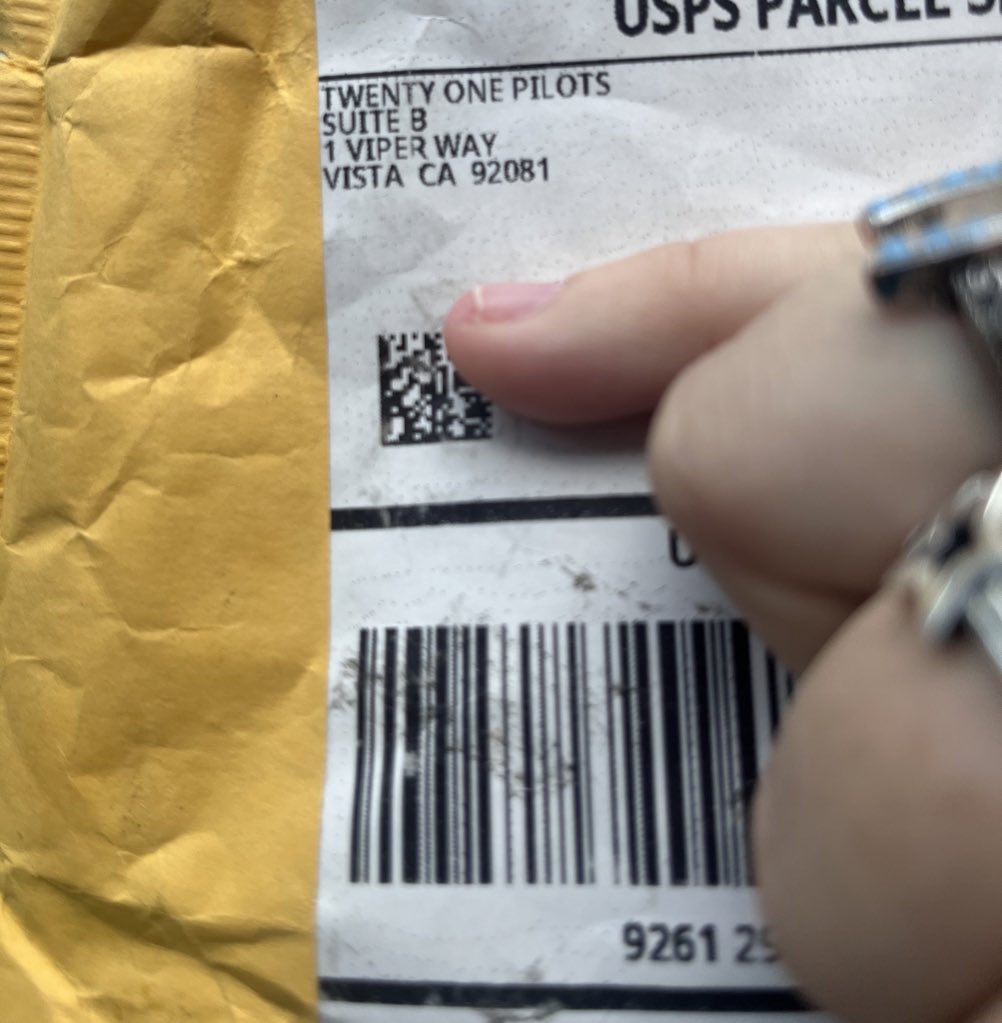 USPS PARCEL
TWENTY ONE PILOTS
SUITE B
1 VIPER WAY
VISTA CA 92081
9261